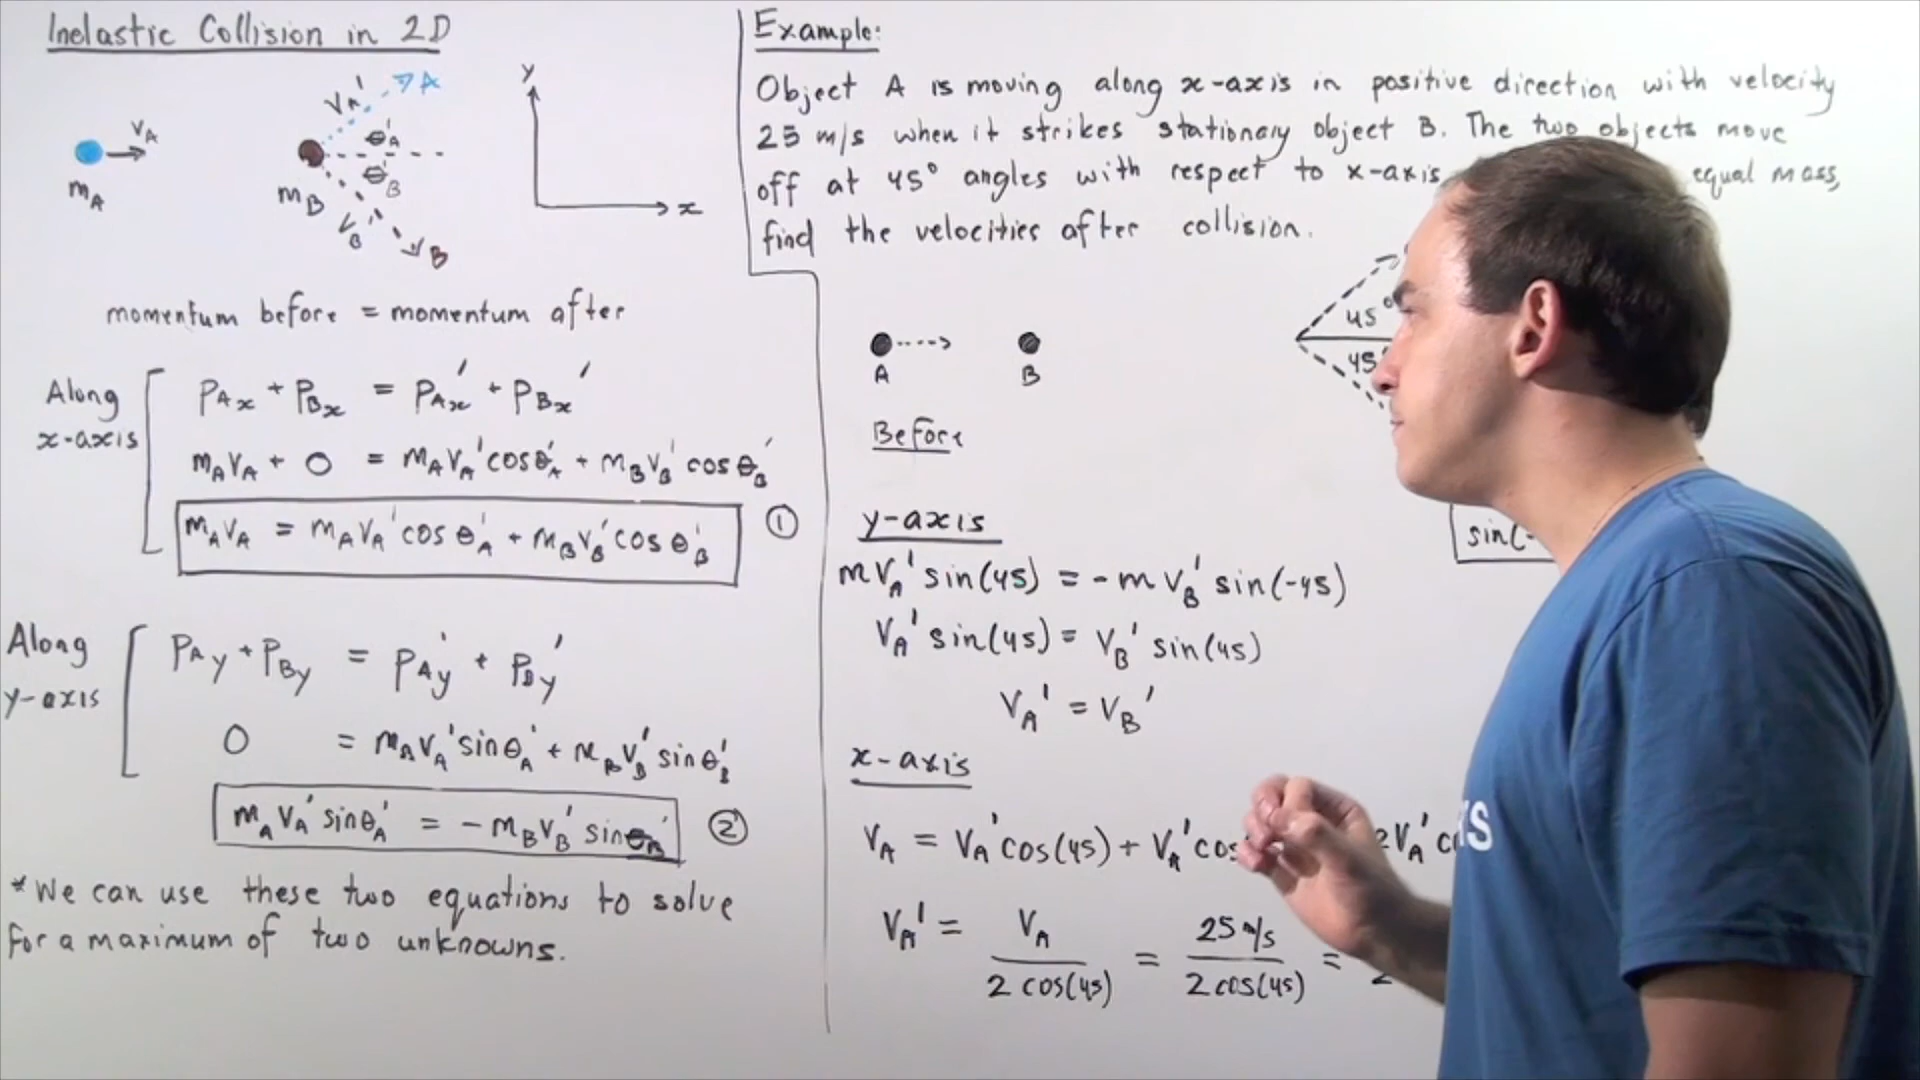 Inelastic Collision in 2D
vA
mA
vA'
A
θA'
θB'
mB
vB'
B
y
x
momentum before = momentum after
Along
x-axis
pAx + pBx = pAx' + pBx'
mAvA + 0 = mAvA'cosθA' + mBvB'cosθB'
mAvA = mAvA'cosθA' + mBvB'cosθB' ①
Along
y-axis
pAy + pBy = pAy' + pBy'
0 = mAvA'sinθA' + mBvB'sinθB'
mAvA'sinθA' = -mBvB'sinθB' ②
*We can use these two equations to solve
for a maximum of two unknowns.
Example:
Object A is moving along x-axis in positive direction with velocity
25 m/s when it strikes stationary object B. The two objects move
off at 45° angles with respect to x-axis equal mass,
find the velocities after collision.
A
B
Before
45°
45
y-axis
mvA'sin(45) = -mvB'sin(-45)
vA'sin(45) = vB'sin(45)
vA' = vB'
sin(-
x-axis
vA = vA'cos(45) + vA'cos 2vA'c
vA' = vA / 2cos(45) = 25 m/s / 2cos(45) = 2